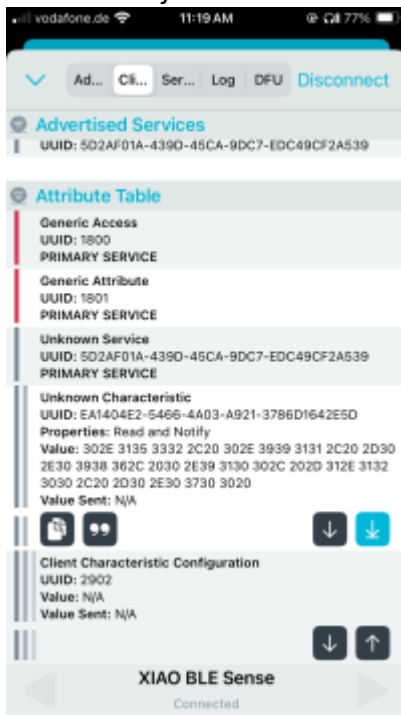 vodafone.de 11:19 AM 77%
Ad... Cli... Ser... Log DFU Disconnect
Advertised Services
UUID: 5D2AF01A-439D-45CA-9DC7-EDC49CF2A539
Attribute Table
Generic Access
UUID: 1800
PRIMARY SERVICE
Generic Attribute
UUID: 1801
PRIMARY SERVICE
Unknown Service
UUID: 5D2AF01A-439D-45CA-9DC7-EDC49CF2A539
PRIMARY SERVICE
Unknown Characteristic
UUID: EA1404E2-5466-4A03-A921-3786D1642E5D
Properties: Read and Notify
Value: 302E 3135 3332 2C20 302E 3939 3131 2C20 2D30
2E30 3938 362C 2030 2E39 3130 302C 202D 312E 3132
3030 2C20 2D30 2E30 3730 3020
Value Sent: N/A
Client Characteristic Configuration
UUID: 2902
Value: N/A
Value Sent: N/A
XIAO BLE Sense
Connected